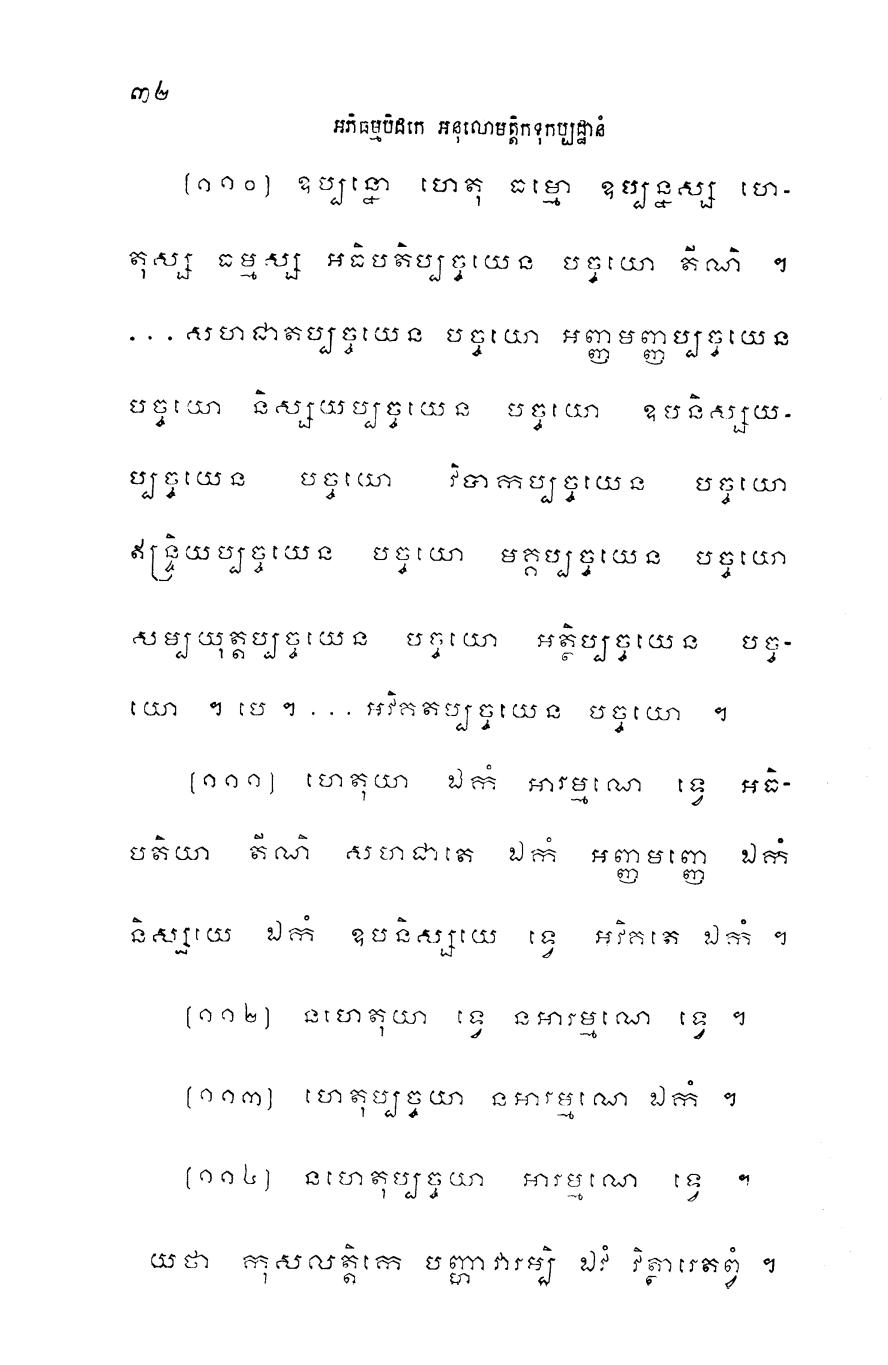 ៣២
អភិធម្មបិដកេ អនុលោមត្តិកទុកប្បដ្ឋានំ
(១១០) ឧប្បន្នោ ហេតុ ធម្មោ ឧប្បន្នស្ស ហេ-
តុស្ស ធម្មស្ស អធិបតិប្បច្ចយេន បច្ចយោ តីណិ ។
...សហជាតប្បច្ចយេន បច្ចយោ អញ្ញមញ្ញប្បច្ចយេន
បច្ចយោ និស្សយប្បច្ចយេន បច្ចយោ ឧបនិស្សយ-
ប្បច្ចយេន បច្ចយោ វិបាកប្បច្ចយេន បច្ចយោ
ឥន្ទ្រិយប្បច្ចយេន បច្ចយោ មគ្គប្បច្ចយេន បច្ចយោ
សម្បយុត្តប្បច្ចយេន បច្ចយោ អត្ថិប្បច្ចយេន បច្ច-
យោ ។ បេ ។ ... អវិគតប្បច្ចយេន បច្ចយោ ។
(១១១) ហេតុយា ឯកំ អារម្មណេ ទ្វេ អធិ-
បតិយា តីណិ សហជាតេ ឯកំ អញ្ញមញ្ញេ ឯកំ
និស្សយេ ឯកំ ឧបនិស្សយេ ទ្វេ អវិគតេ ឯកំ ។
(១១២) នហេតុយា ទ្វេ នអារម្មណេ ទ្វេ ។
(១១៣) ហេតុប្បច្ចយា នអារម្មណេ ឯកំ ។
(១១៤) នហេតុប្បច្ចយា អារម្មណេ ទ្វេ ។
យថា កុសលត្តិកេ បញ្ហាវារម្បិ ឯវំ វិត្ថារេតព្វំ ។